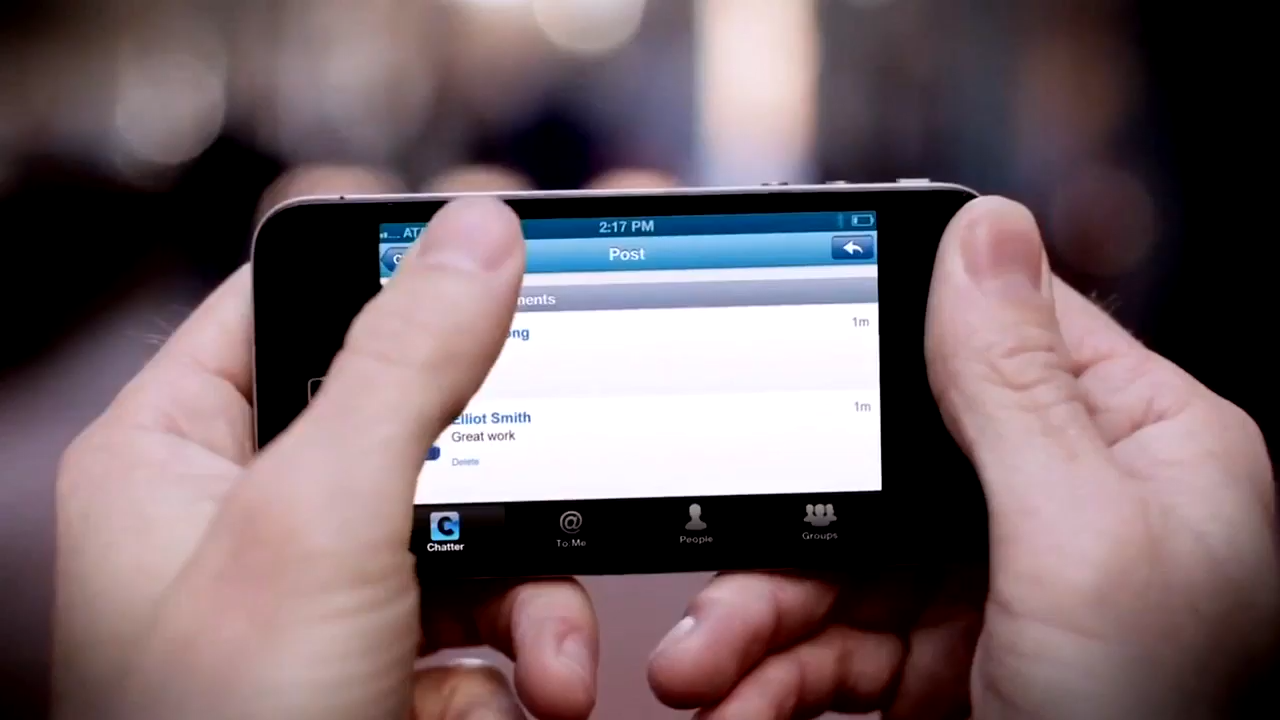 2:17 PM
Post
1m
Elliot Smith
1m
Great work
Delete
Chatter
To Me
People
Groups